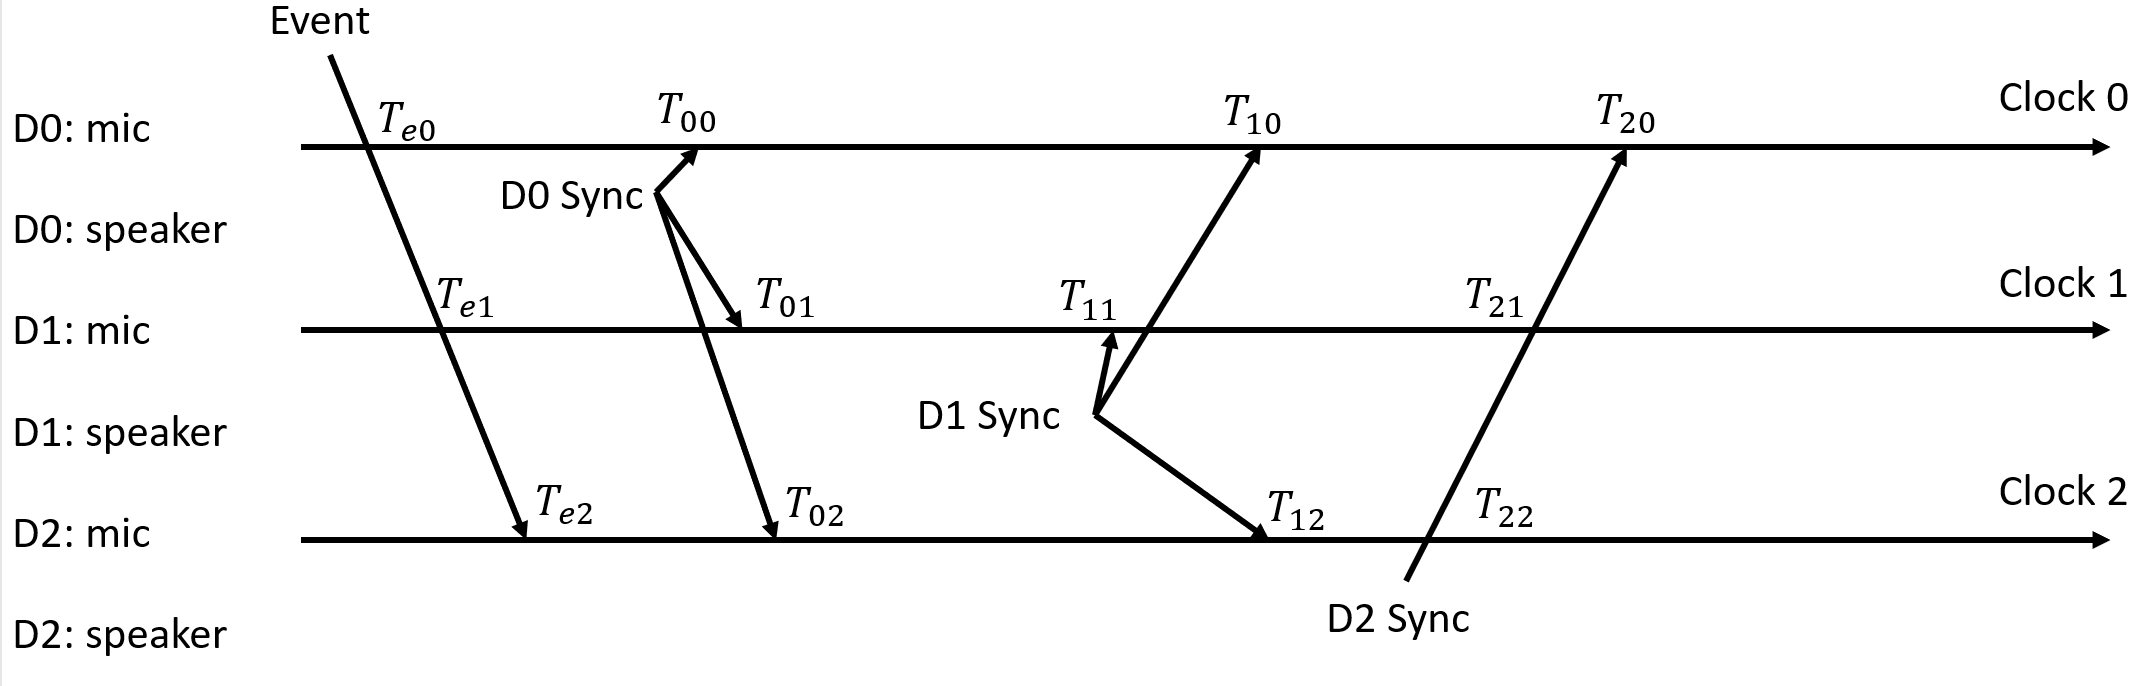 Event
D0: mic
T_{e0}
T_{00}
T_{10}
T_{20}
Clock 0
D0 Sync
D0: speaker
D1: mic
T_{e1}
T_{01}
T_{11}
T_{21}
Clock 1
D1 Sync
D1: speaker
D2: mic
T_{e2}
T_{02}
T_{12}
T_{22}
Clock 2
D2 Sync
D2: speaker